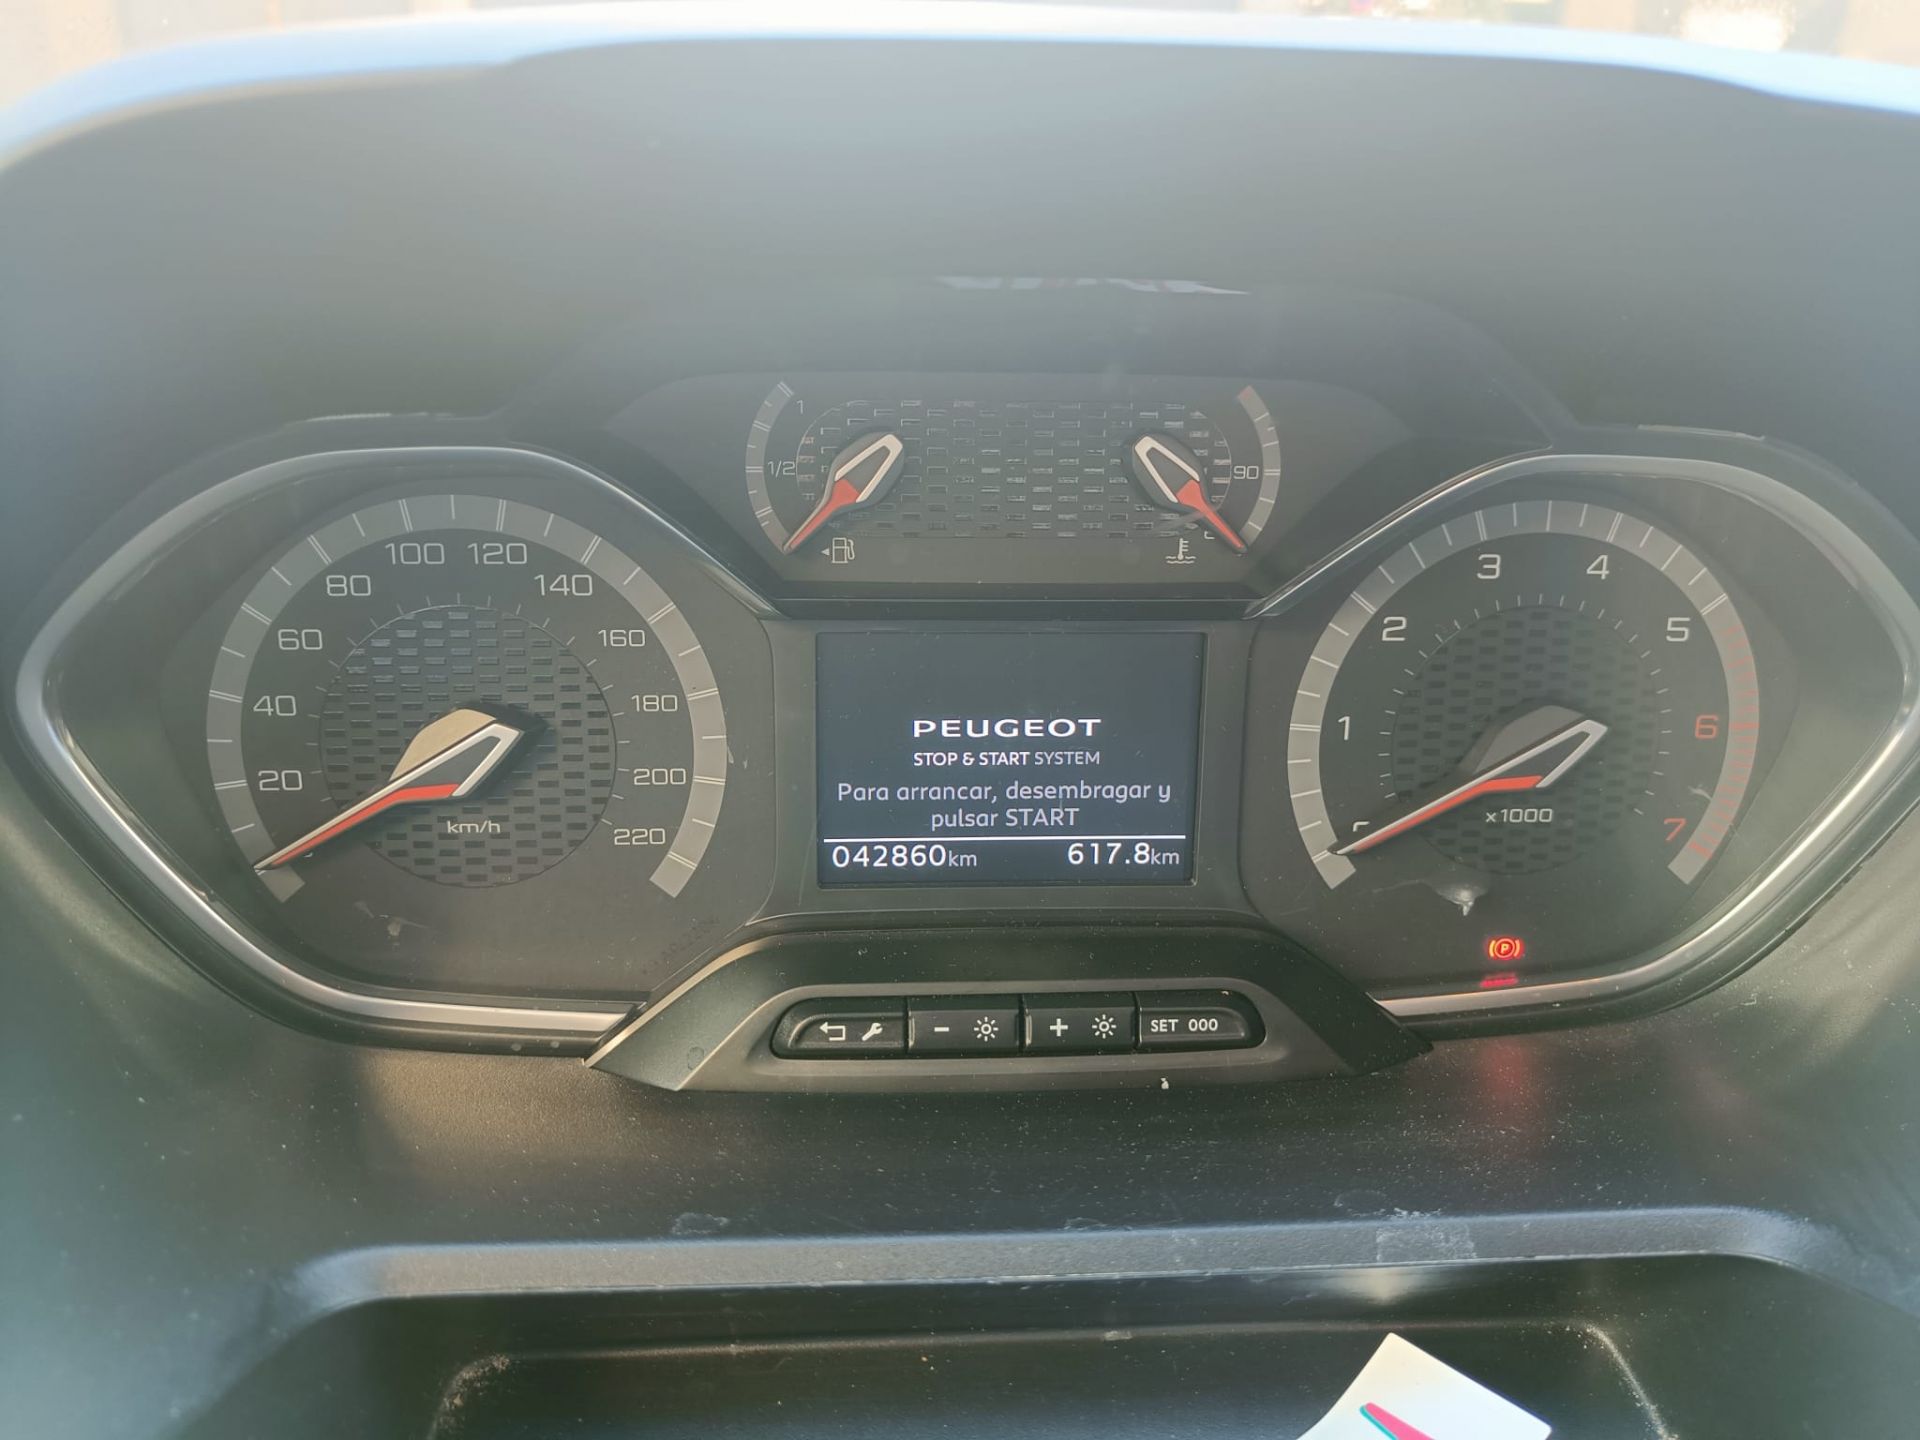 1
1/2
90
100 120
80 140
60 160
40 180
20 200
220
km/h
3 4
2 5
1 6
7
x1000
PEUGEOT
STOP & START SYSTEM
Para arrancar, desembragar y
pulsar START
042860km 617.8km
P
SET 000